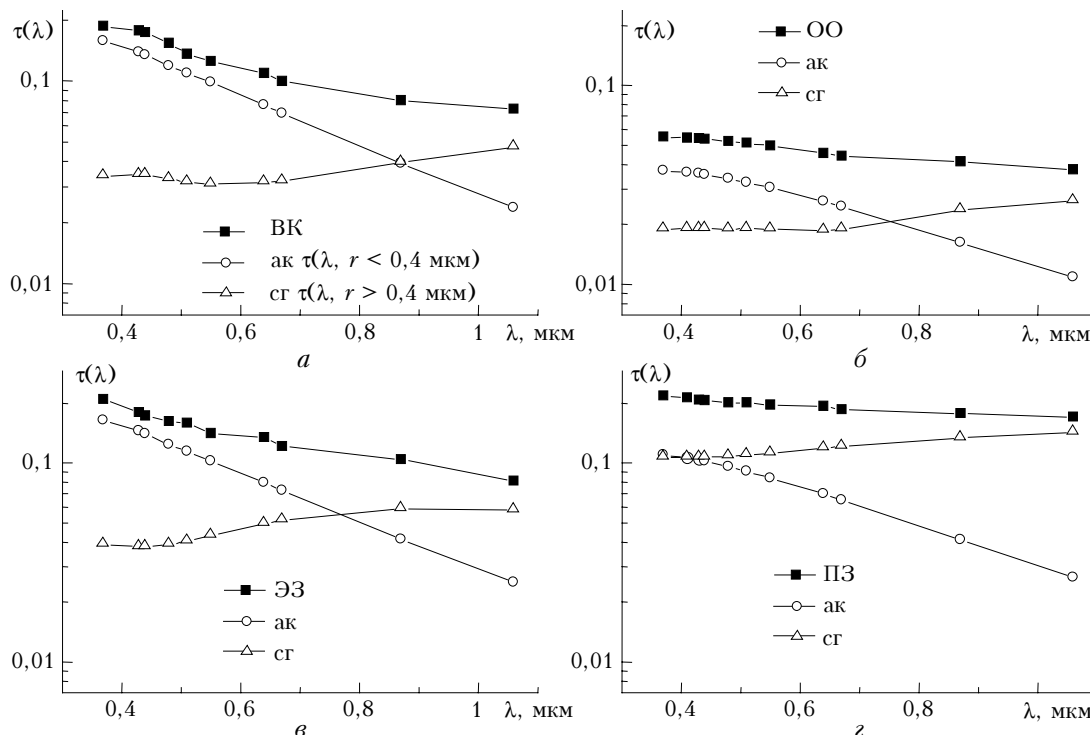 τ(λ)
0,1
0,01
ВК
ак τ(λ, r < 0,4 мкм)
сг τ(λ, r > 0,4 мкм)
0,4 0,6 0,8 1 λ, мкм
а
τ(λ)
0,1
0,01
ОО
ак
сг
0,4 0,6 0,8 1 λ, мкм
б
τ(λ)
0,1
0,01
ЭЗ
ак
сг
0,4 0,6 0,8 1 λ, мкм
в
τ(λ)
0,1
0,01
ПЗ
ак
сг
0,4 0,6 0,8 λ, мкм
г